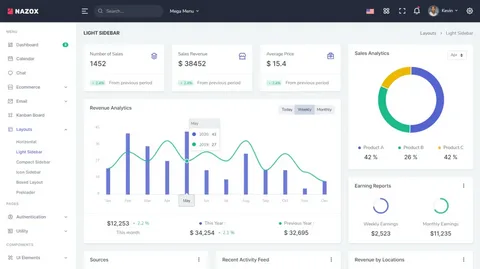 NAZOX
Search...
Mega Menu
Kevin
MENU
Dashboard
Calendar
Chat
Ecommerce
Email
Kanban Board
Layouts
Horizontal
Light Sidebar
Compact Sidebar
Icon Sidebar
Boxed Layout
Preloader
PAGES
Authentication
Utility
COMPONENTS
UI Elements
LIGHT SIDEBAR
Layouts > Light Sidebar
Number of Sales
1452
2.4% From previous period
Sales Revenue
$ 38452
2.4% From previous period
Average Price
$ 15.4
2.4% From previous period
Revenue Analytics
Today Weekly Monthly
May
2020: 42
2019: 27
Jan Feb Mar Apr May Jun Jul Aug Sep Oct Nov Dec
$12,253 2.2 %
This month
This Year :
$ 34,254 2.1 %
Previous Year :
$ 32,695
Sales Analytics
Apr
Product A
42 %
Product B
26 %
Product C
42 %
Earning Reports
Weekly Earnings
$2,523
Monthly Earnings
$11,235
Sources
Recent Activity Feed
Revenue by Locations